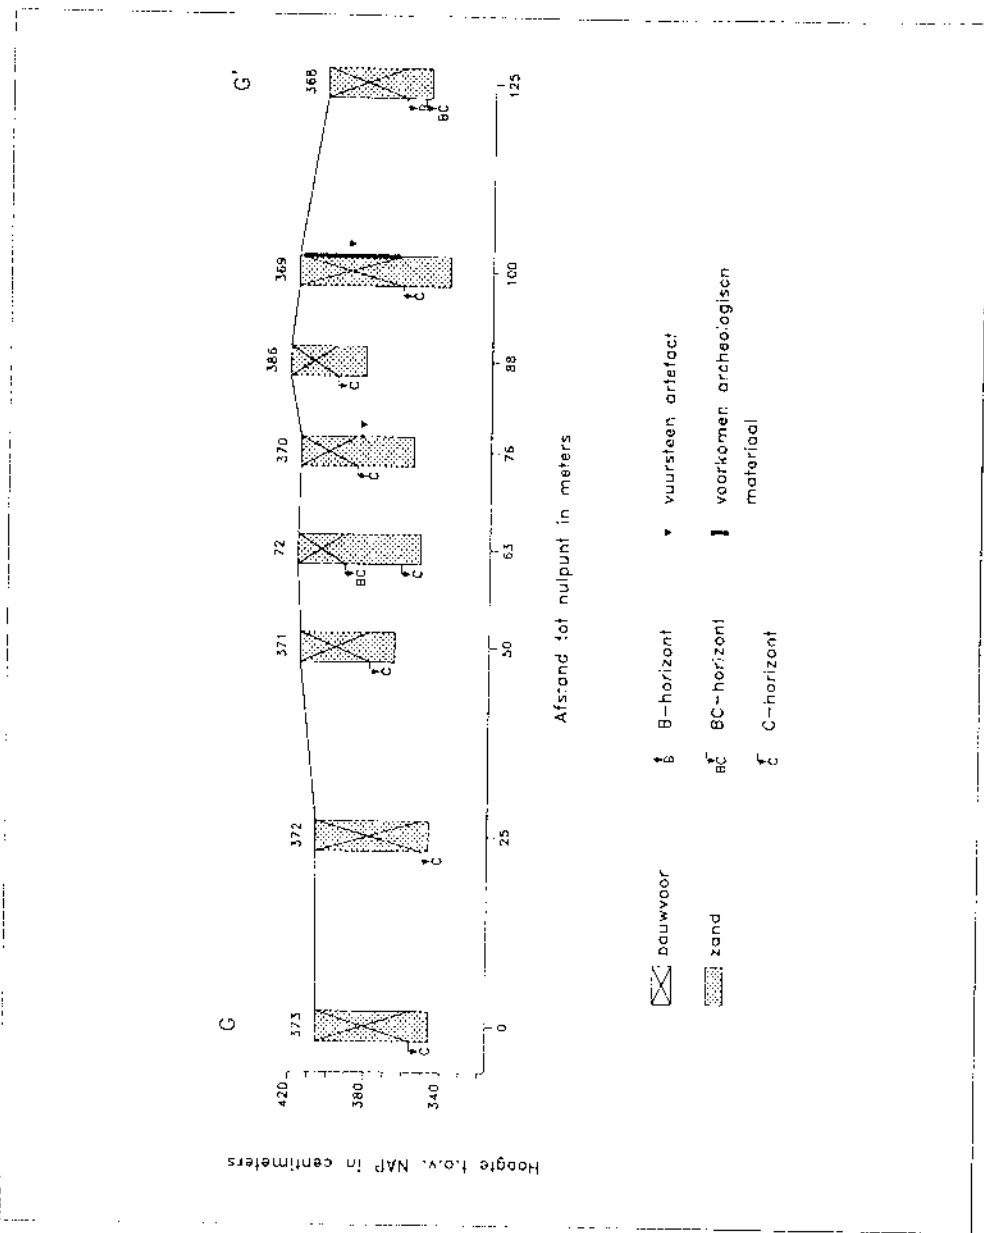 G G'
373 372 371 72 370 386 369 368
420
380
340
Hoogte t.o.v. NAP in centimeters
C C C BC C C C C B BC
0 25 50 63 76 88 100 125
Afstand tot nulpunt in meters
bouwvoor
zand
B B-horizont
BC BC-horizont
C C-horizont
vuursteen artefact
voorkomen archeologisch
materiaal